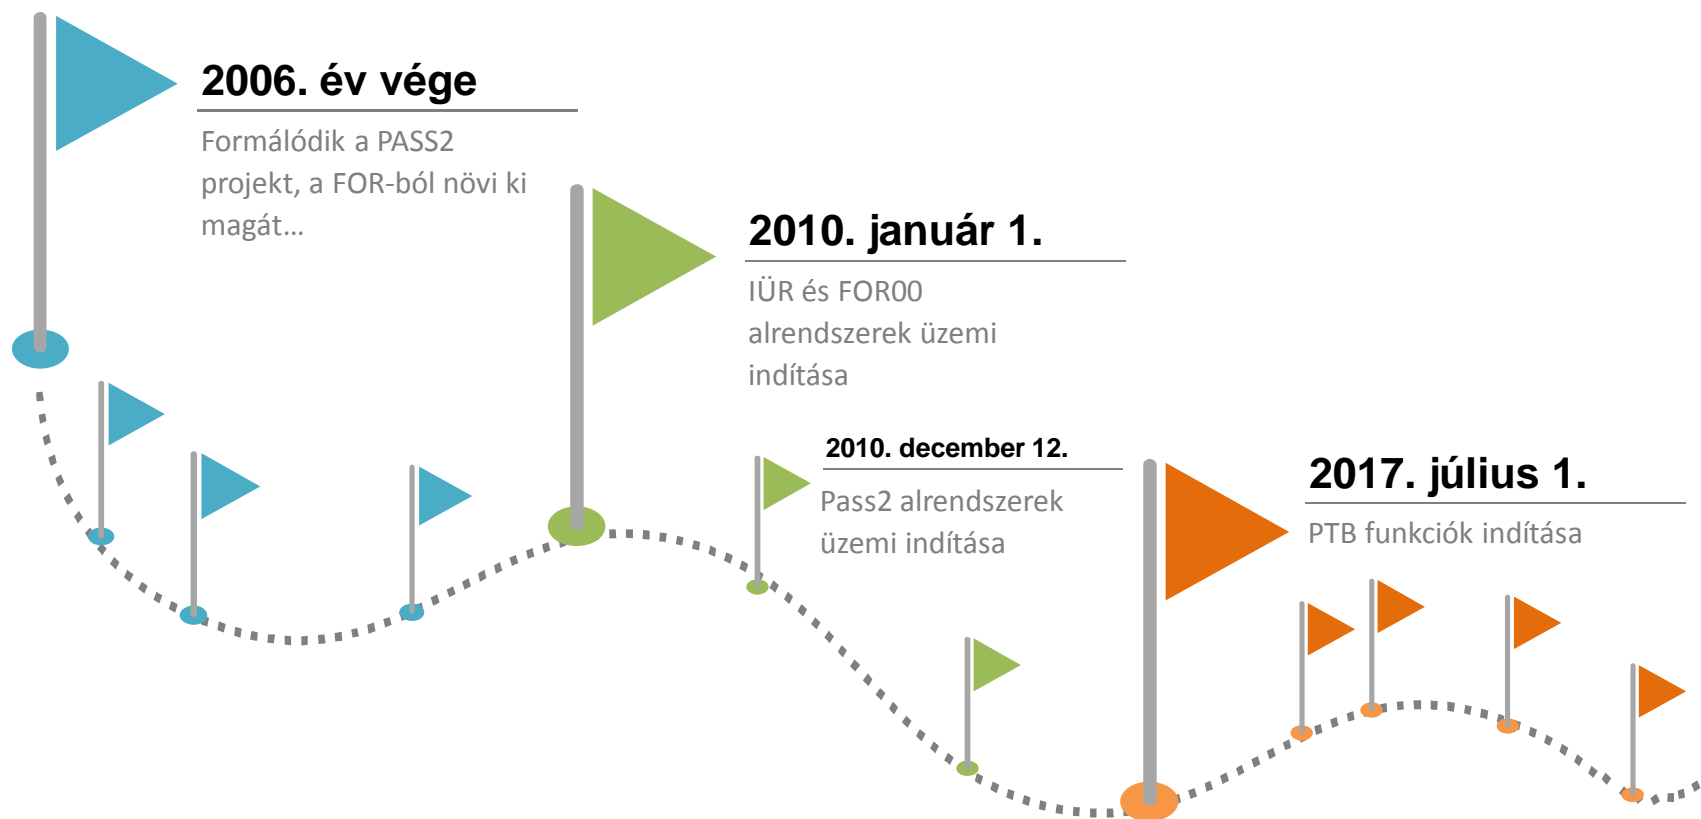 2006. év vége
Formálódik a PASS2
projekt, a FOR-ból növi ki
magát...
2010. január 1.
IÜR és FOR00
alrendszerek üzemi
indítása
2010. december 12.
Pass2 alrendszerek
üzemi indítása
2017. július 1.
PTB funkciók indítása